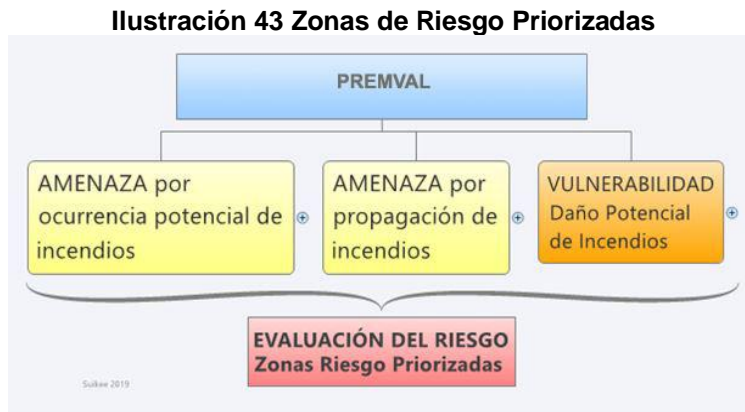 Ilustración 43 Zonas de Riesgo Priorizadas
PREMVAL
AMENAZA por
ocurrencia potencial de
incendios
AMENAZA por
propagación de
incendios
VULNERABILIDAD
Daño Potencial
de Incendios
EVALUACIÓN DEL RIESGO
Zonas Riesgo Priorizadas
Suikee 2019